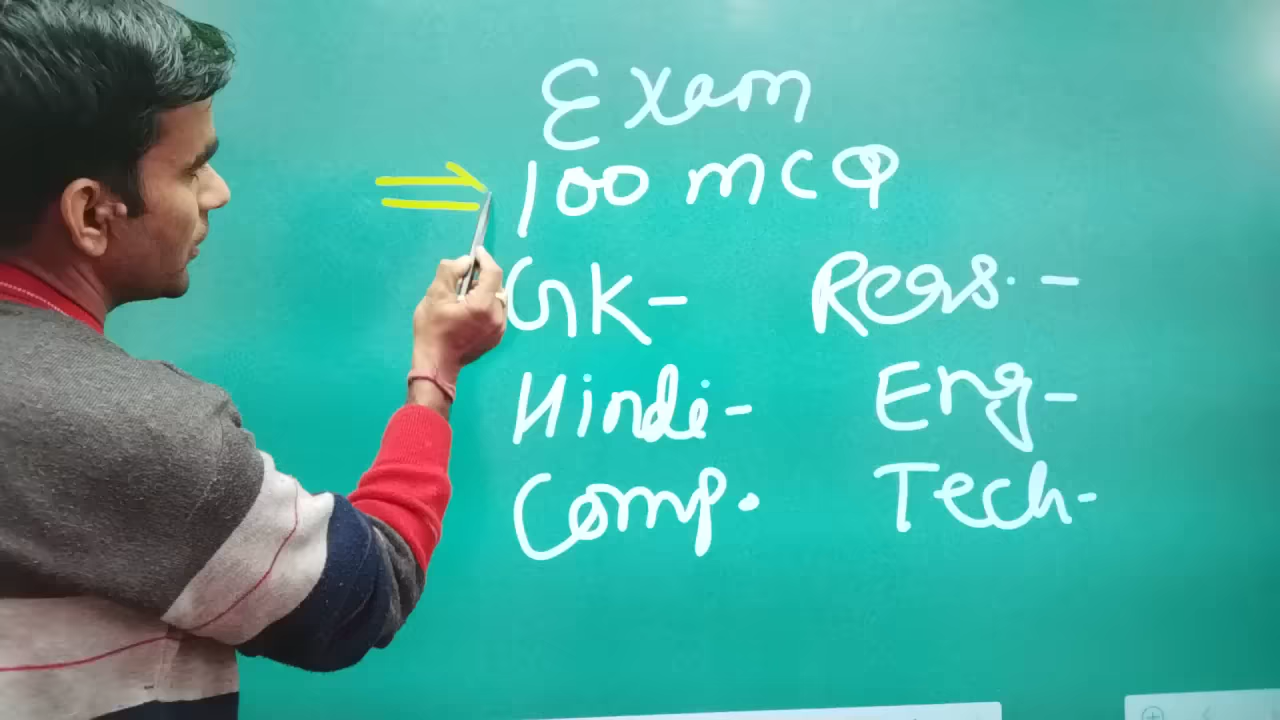 Exam
100 MCQ
GK - Reas. -
Hindi - Eng -
Comp. Tech -